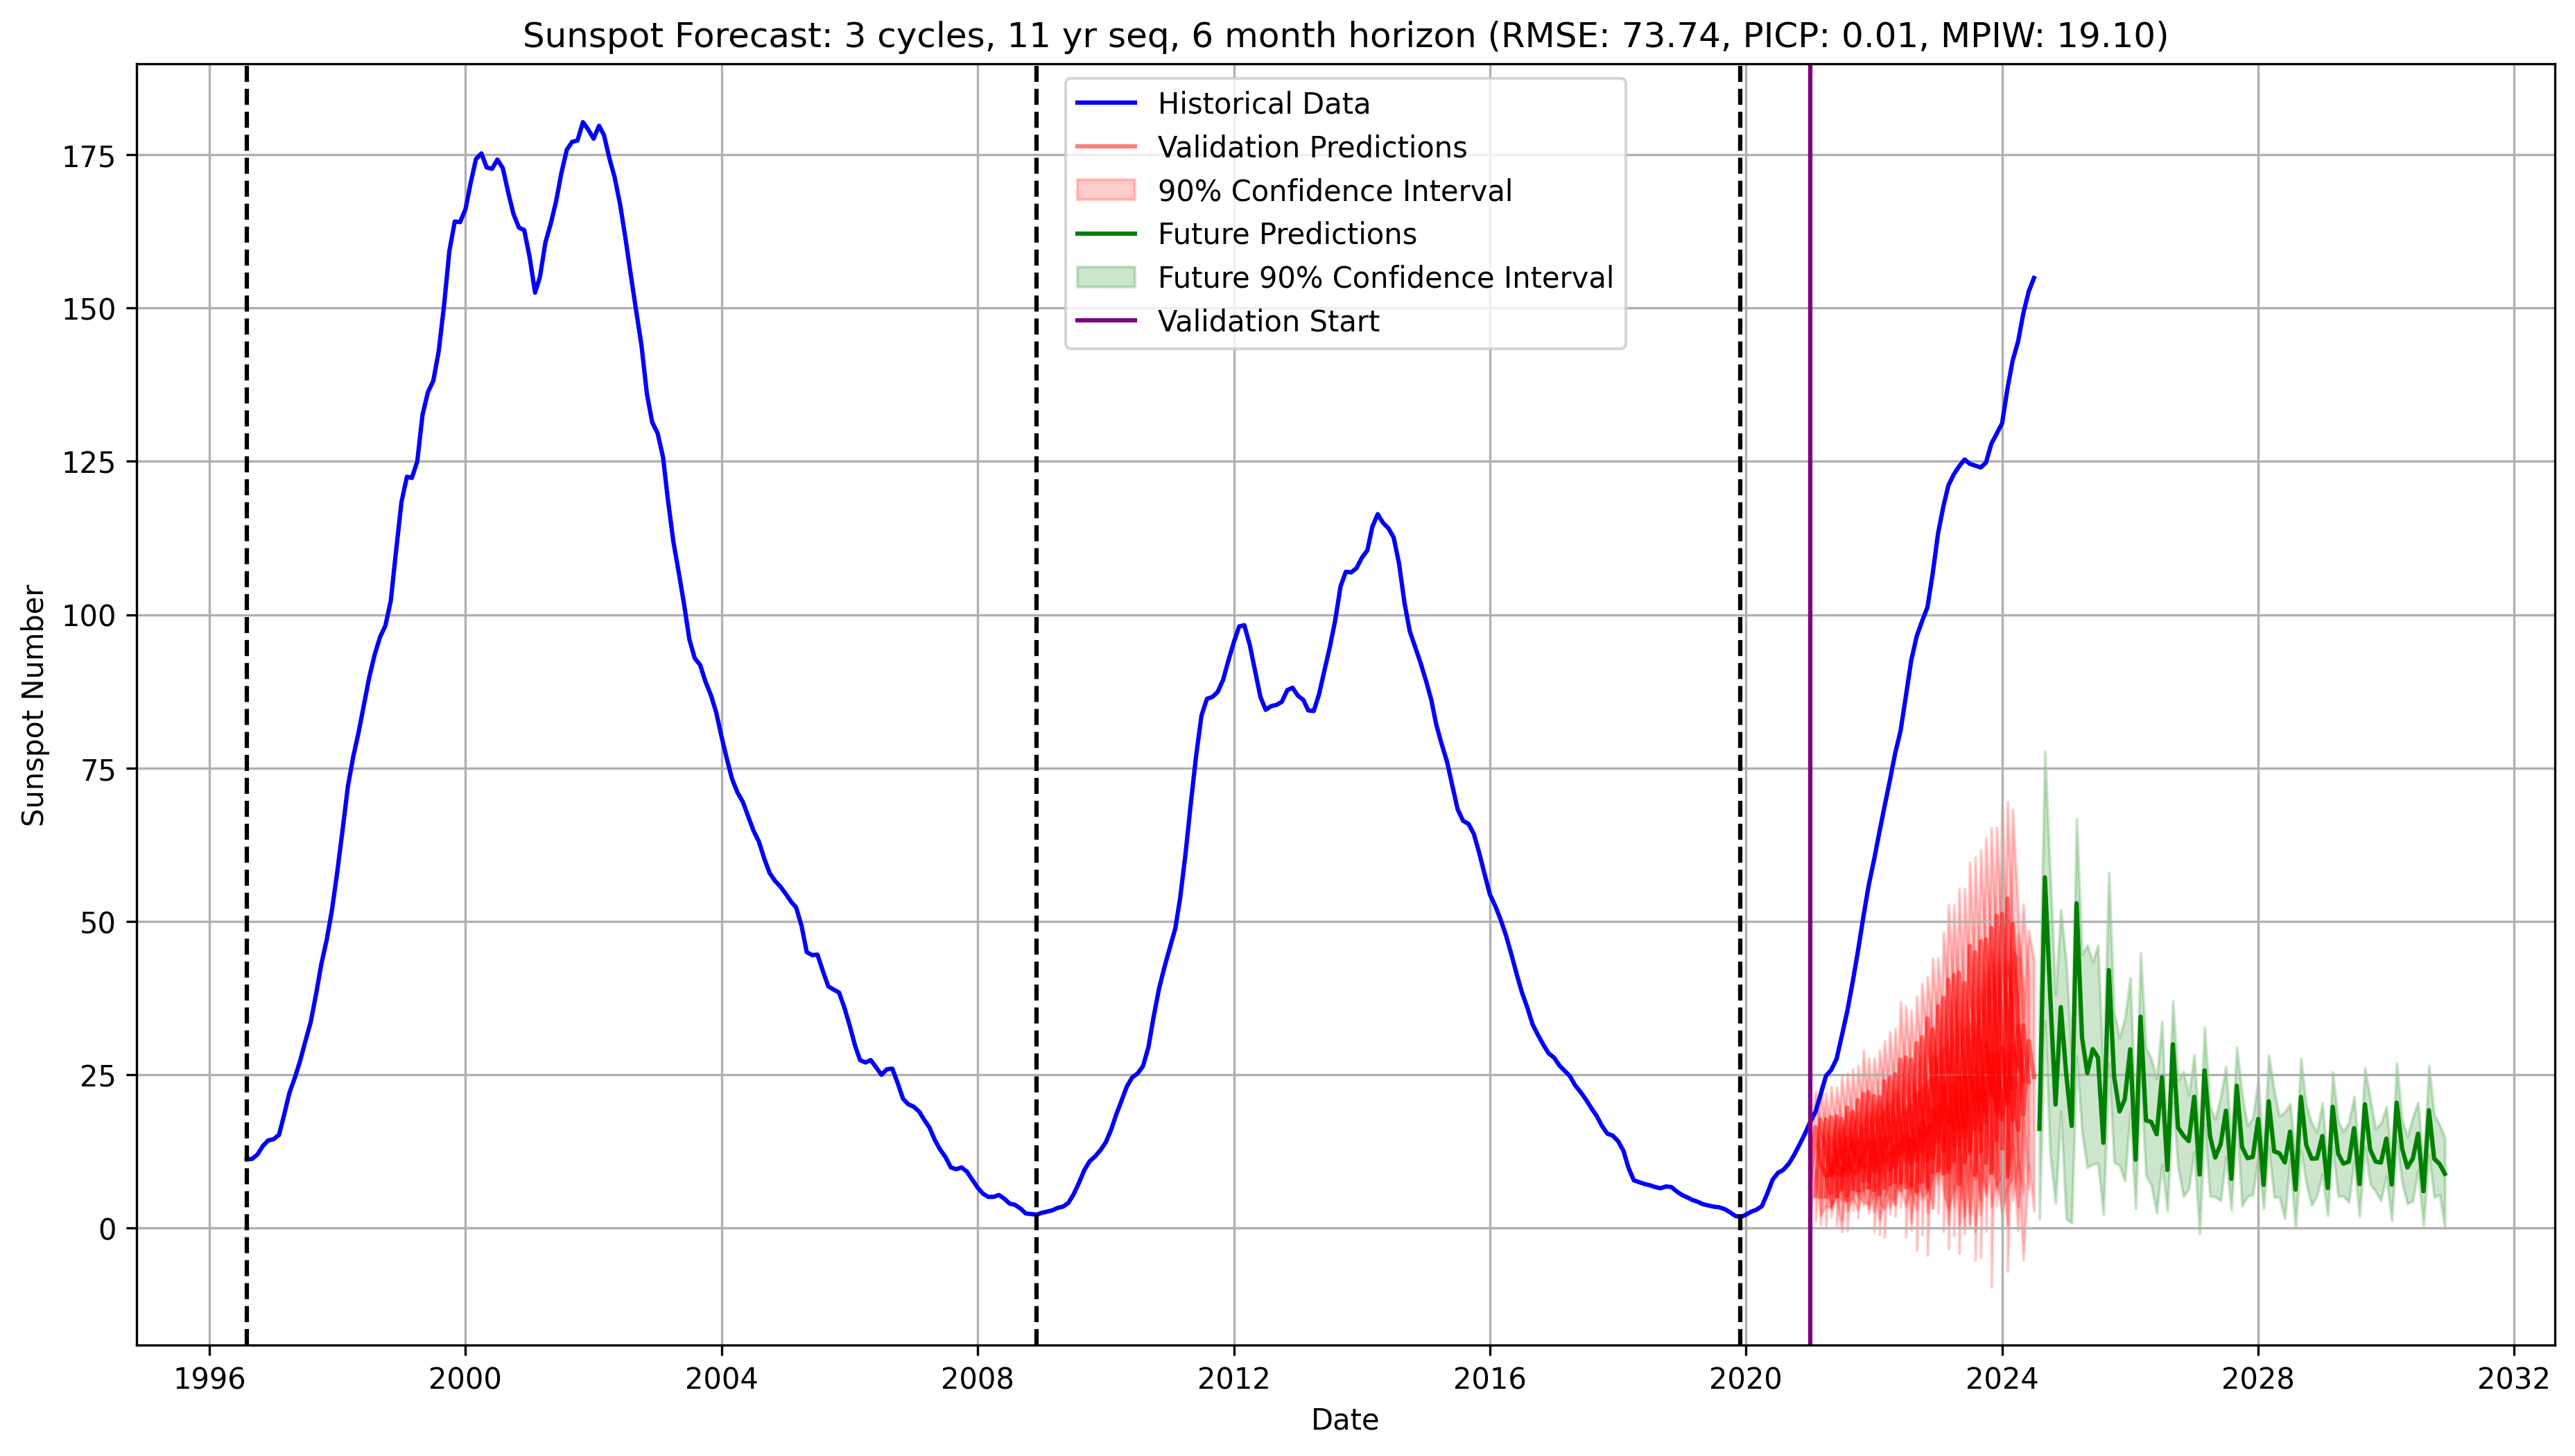 Sunspot Forecast: 3 cycles, 11 yr seq, 6 month horizon (RMSE: 73.74, PICP: 0.01, MPIW: 19.10)
Historical Data
Validation Predictions
90% Confidence Interval
Future Predictions
Future 90% Confidence Interval
Validation Start
Sunspot Number
175
150
125
100
75
50
25
0
1996 2000 2004 2008 2012 2016 2020 2024 2028 2032
Date